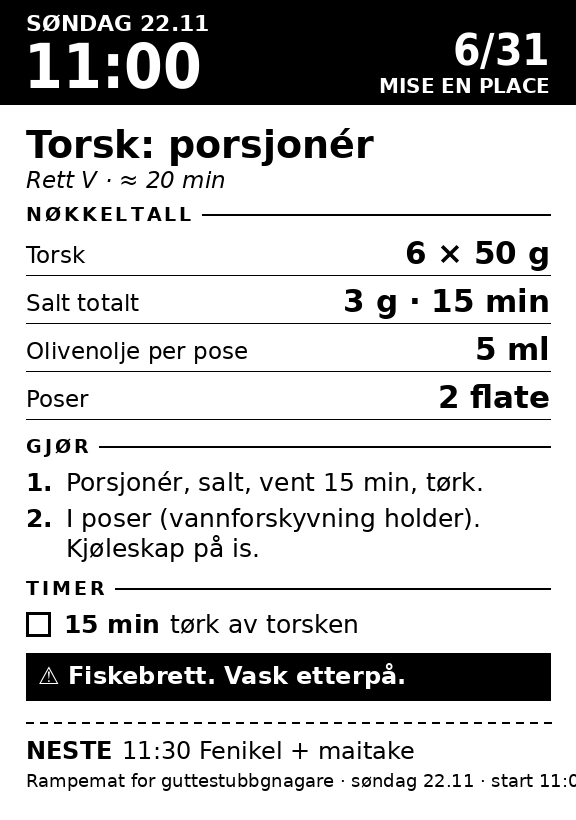 SØNDAG 22.11
11:00
6/31
MISE EN PLACE
Torsk: porsjonér
Rett V · ≈ 20 min
NØKKELTALL
Torsk 6 × 50 g
Salt totalt 3 g · 15 min
Olivenolje per pose 5 ml
Poser 2 flate
GJØR
1. Porsjonér, salt, vent 15 min, tørk.
2. I poser (vannforskyvning holder).
Kjøleskap på is.
TIMER
15 min tørk av torsken
⚠ Fiskebrett. Vask etterpå.
NESTE 11:30 Fenikel + maitake
Rampemat for guttestubbgnagare · søndag 22.11 · start